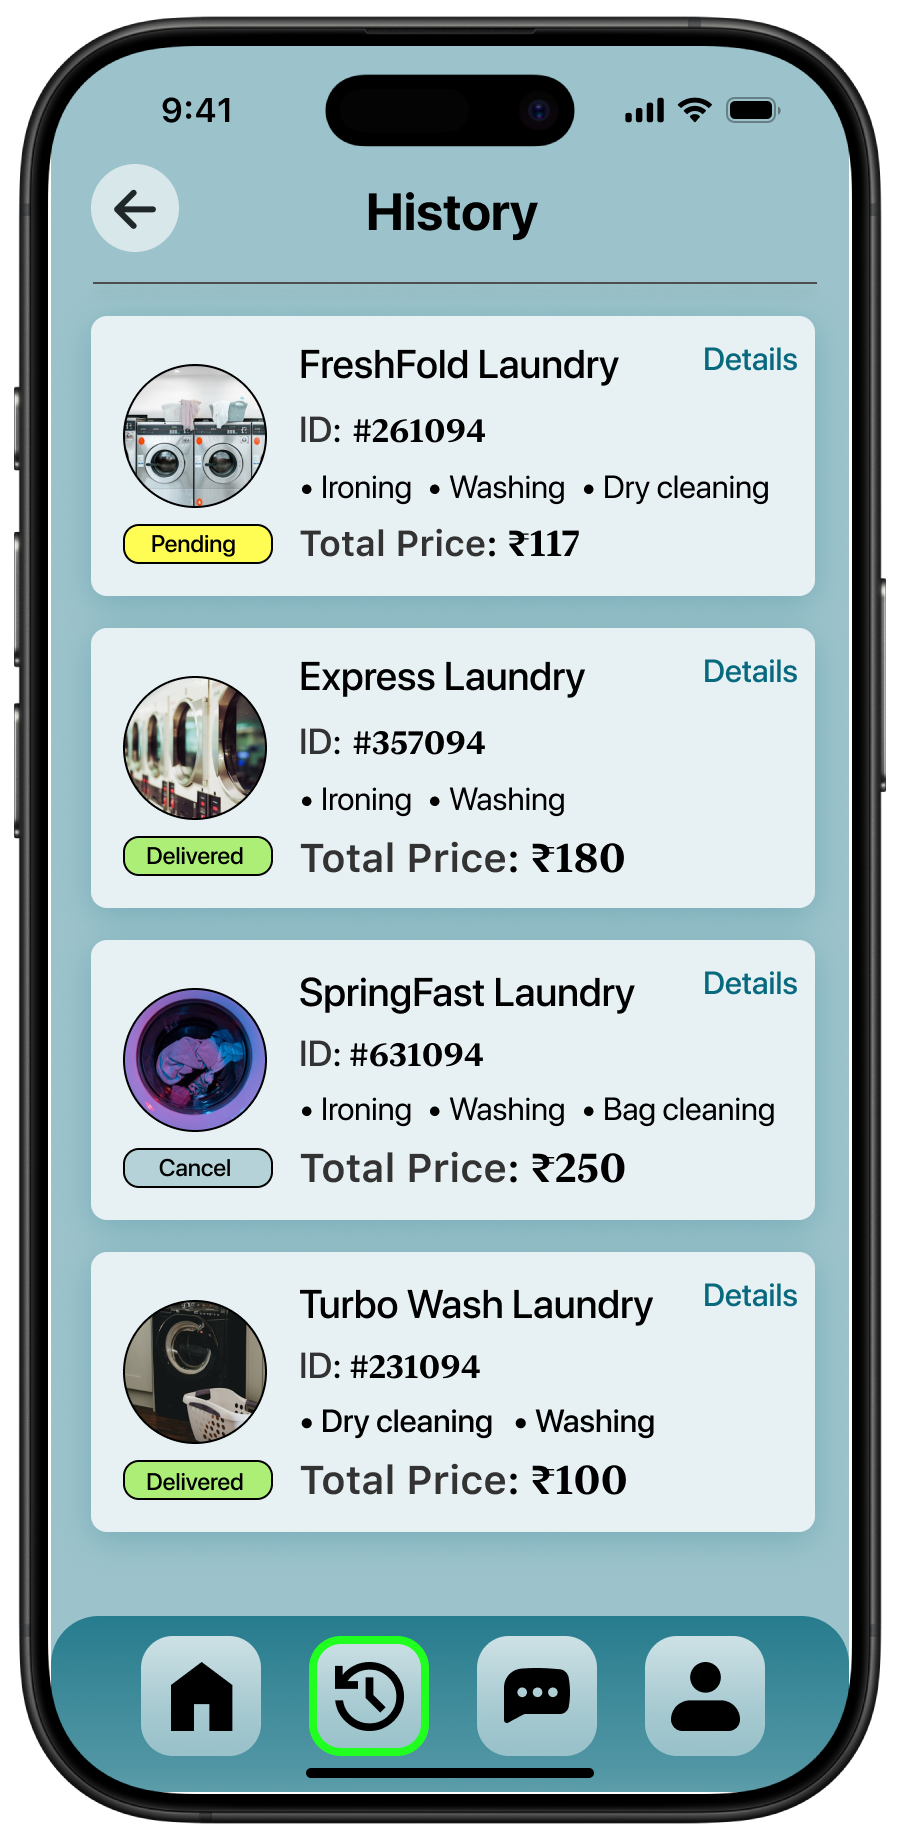 9:41
History
FreshFold Laundry
Details
ID: #261094
• Ironing • Washing • Dry cleaning
Pending
Total Price: ₹117
Express Laundry
Details
ID: #357094
• Ironing • Washing
Delivered
Total Price: ₹180
SpringFast Laundry
Details
ID: #631094
• Ironing • Washing • Bag cleaning
Cancel
Total Price: ₹250
Turbo Wash Laundry
Details
ID: #231094
• Dry cleaning • Washing
Delivered
Total Price: ₹100